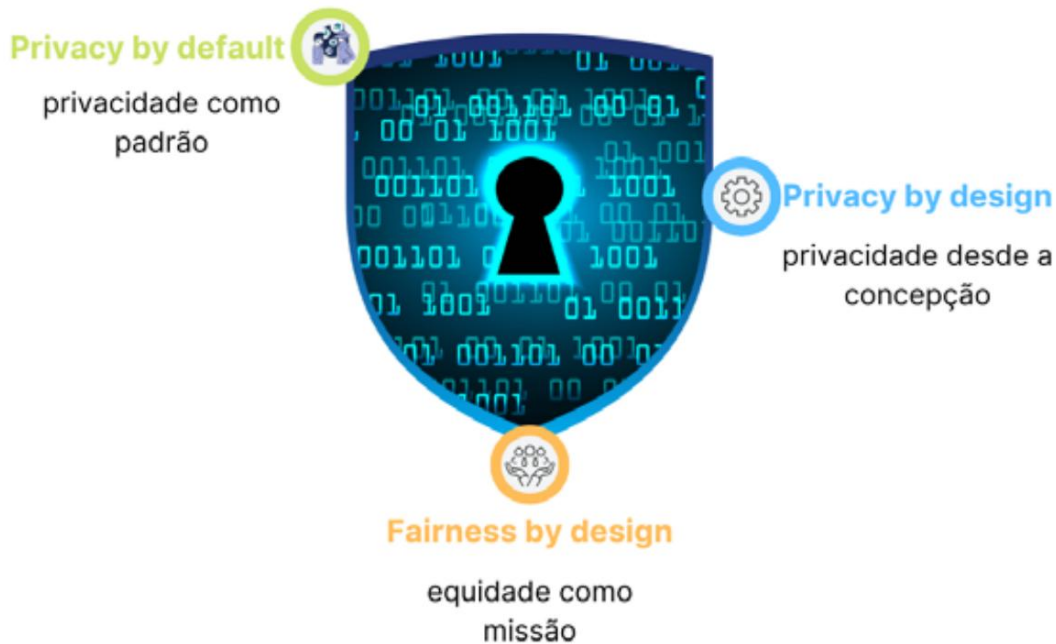 Privacy by default
privacidade como
padrão
Privacy by design
privacidade desde a
concepção
Fairness by design
equidade como
missão